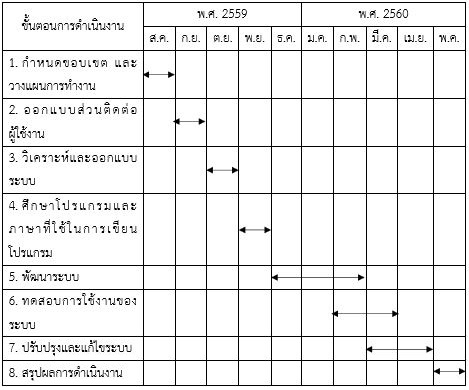 ขั้นตอนการดำเนินงาน
พ.ศ. 2559
พ.ศ. 2560
ส.ค. ก.ย. ต.ย. พ.ย. ธ.ค. ม.ค. ก.พ. มี.ค. เม.ย. พ.ค.
1. กำหนดขอบเขต และ
วางแผนการทำงาน
2. ออกแบบส่วนติดต่อ
ผู้ใช้งาน
3. วิเคราะห์และออกแบบ
ระบบ
4. ศึกษาโปรแกรมและ
ภาษาที่ใช้ในการเขียน
โปรแกรม
5. พัฒนาระบบ
6. ทดสอบการใช้งานของ
ระบบ
7. ปรับปรุงและแก้ไขระบบ
8. สรุปผลการดำเนินงาน